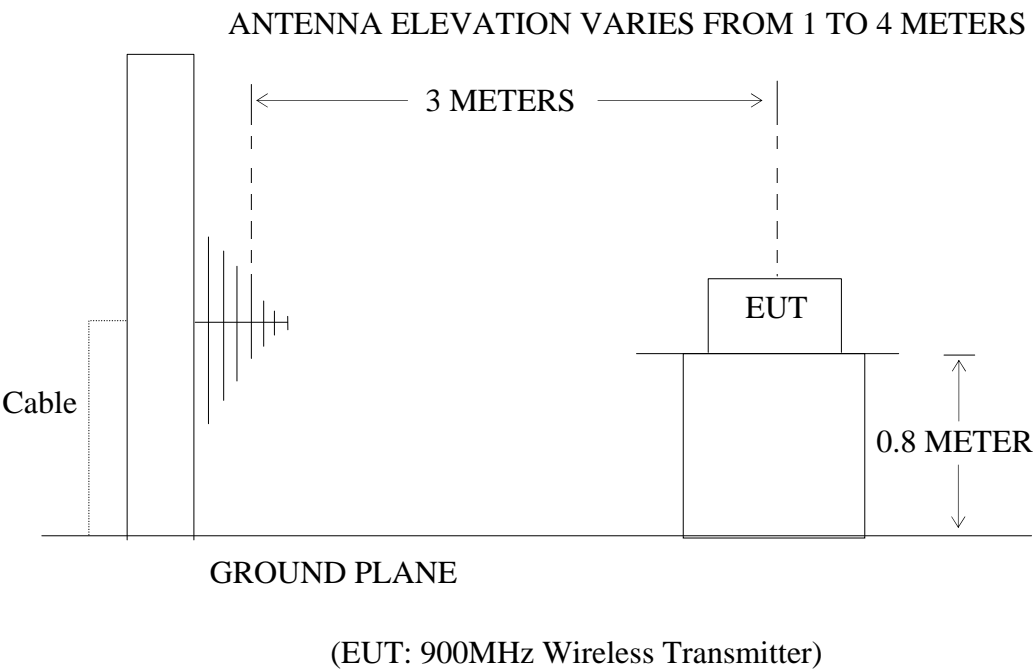 ANTENNA ELEVATION VARIES FROM 1 TO 4 METERS
3 METERS
EUT
Cable
0.8 METER
GROUND PLANE
(EUT: 900MHz Wireless Transmitter)